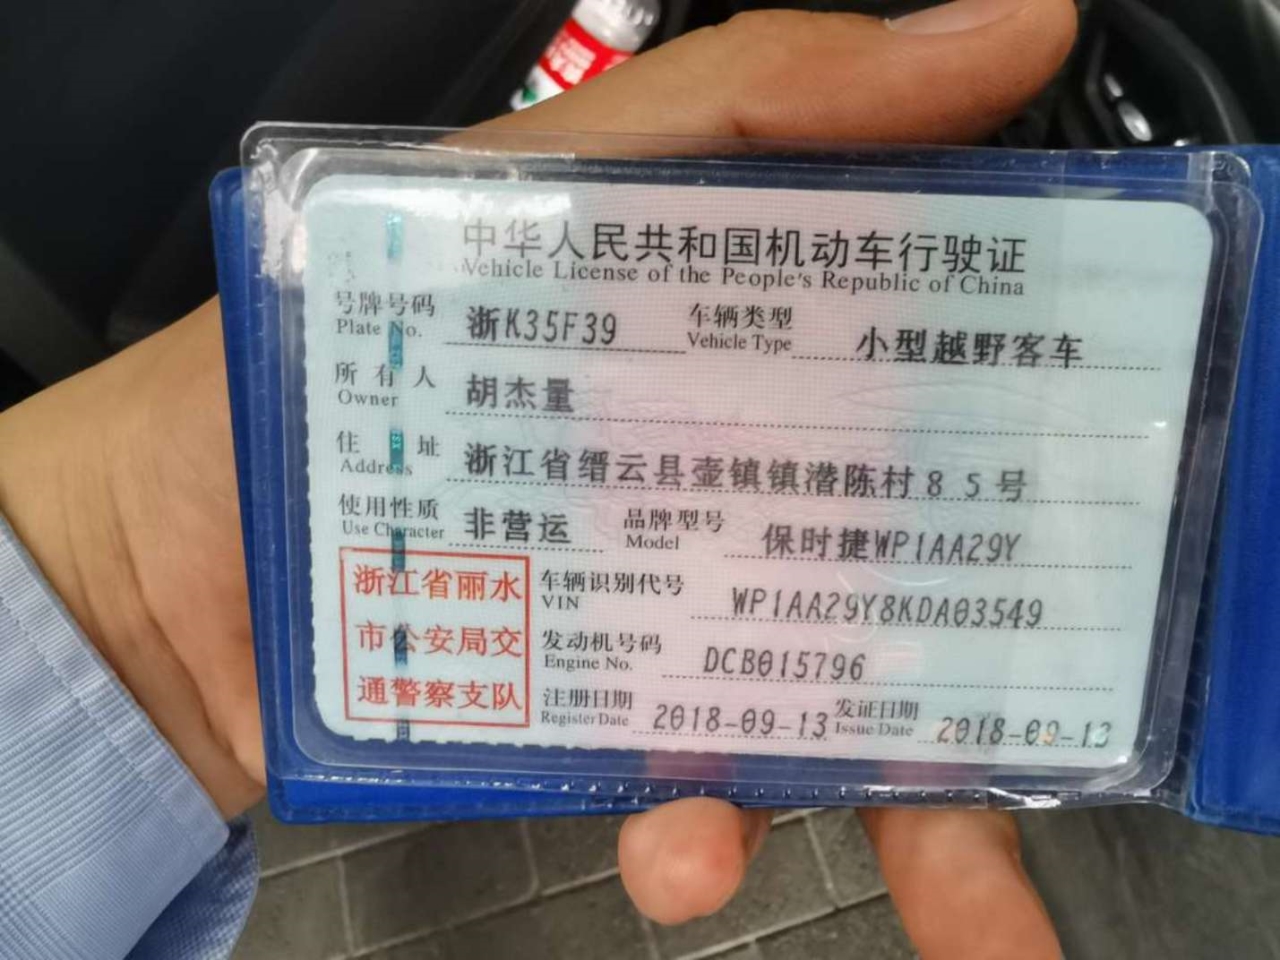 中华人民共和国机动车行驶证
Vehicle License of the People's Republic of China
号牌号码 浙K35F39 车辆类型 小型越野客车
Plate No. Vehicle Type
所有人 胡杰量
Owner
住址 浙江省缙云县壶镇镇潜陈村85号
Address
使用性质 非营运 品牌型号 保时捷WP1AA29Y
Use Character Model
浙江省丽水
市公安局交
通警察支队
车辆识别代号 WP1AA29Y8KDA03549
VIN
发动机号码 DCB015796
Engine No.
注册日期 2018-09-13 发证日期 2018-09-13
Register Date Issue Date